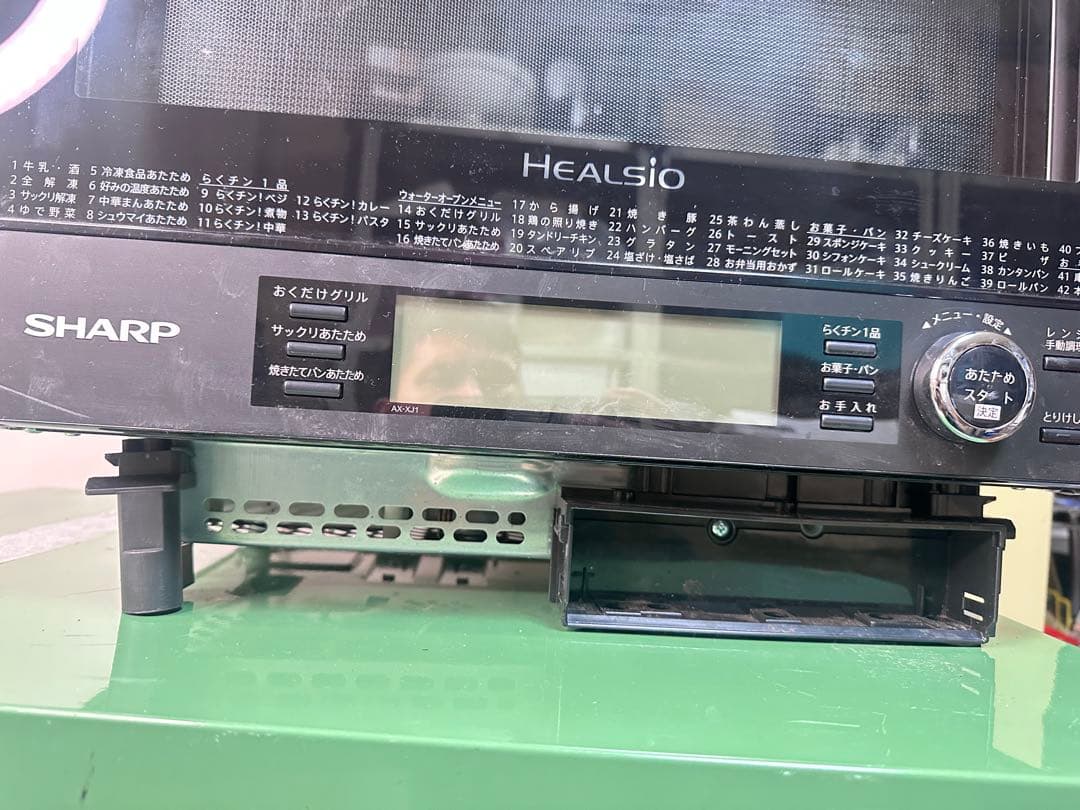 HEALSiO
1 牛乳・酒
2 全解凍
3 サックリ解凍
4 ゆで野菜
5 冷凍食品あたため
6 好みの温度あたため
7 中華まんあたため
8 シュウマイあたため
らくチン1品
9 らくチン!ベジ
10 らくチン!煮物
11 らくチン!中華
12 らくチン!カレー
13 らくチン!パスタ
ウォーターオーブンメニュー
14 おくだけグリル
15 サックリあたため
16 焼きたてパンあたため
17 から揚げ
18 鶏の照り焼き
19 タンドリーチキン
20 スペアリブ
21 焼き豚
22 ハンバーグ
23 グラタン
24 塩ざけ・塩さば
25 茶わん蒸し
26 トースト
27 モーニングセット
28 お弁当用おかず
お菓子・パン
29 スポンジケーキ
30 シフォンケーキ
31 ロールケーキ
32 チーズケーキ
33 クッキー
34 シュークリーム
35 焼きりんご
36 焼きいも
37 ピザ
38 カンタンパン
39 ロールパン
40
41
42
SHARP
おくだけグリル
サックリあたため
焼きたてパンあたため
AX-XJ1
らくチン1品
お菓子・パン
お手入れ
◀メニュー・設定▶
あたため
スタート
決定
レンジ
手動調理
とりけし